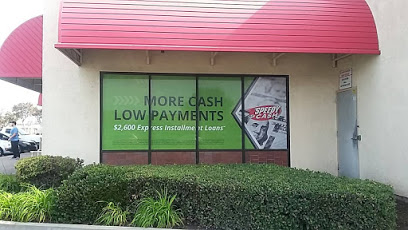 MORE CASH
LOW PAYMENTS
$2,600 Express Installment Loans
SPEEDY
CASH